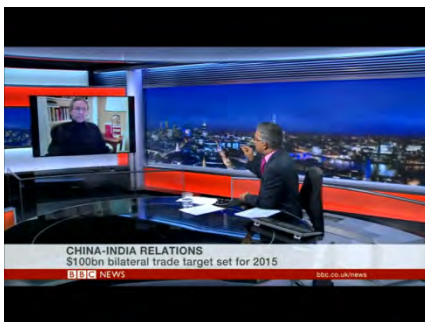 CHINA-INDIA RELATIONS
$100bn bilateral trade target set for 2015
BBC NEWS
bbc.co.uk/news